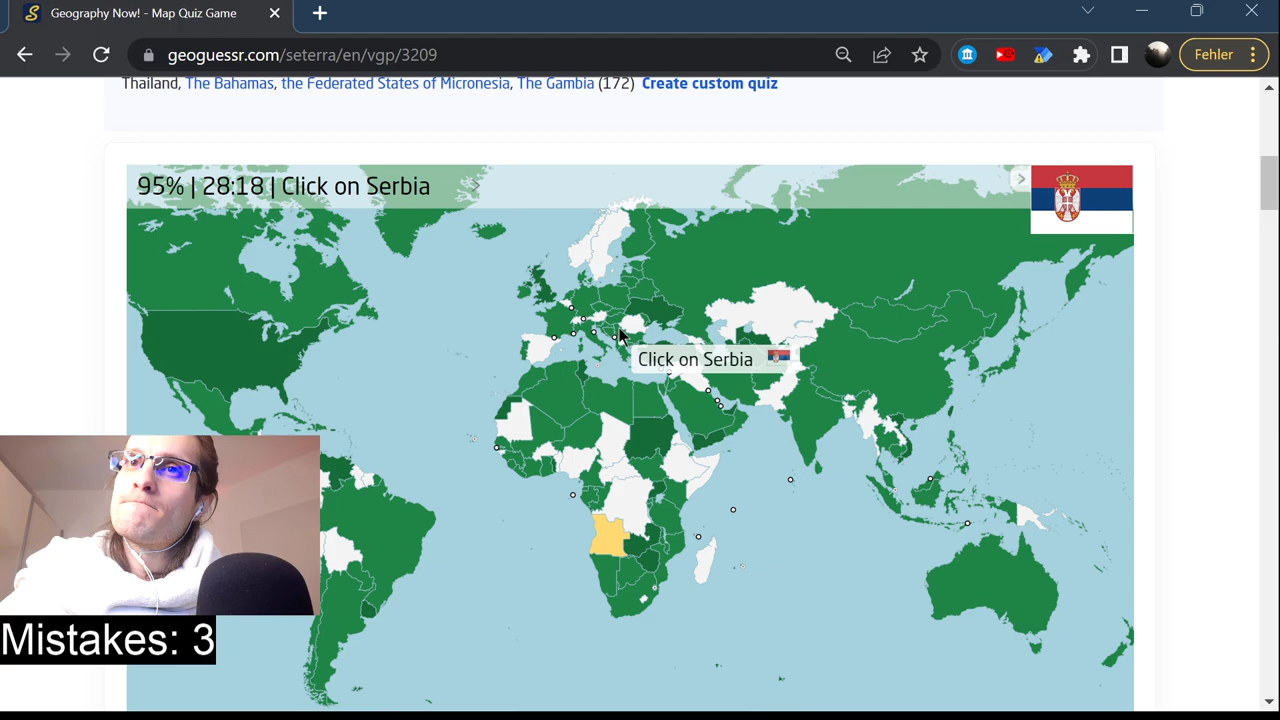 Geography Now! - Map Quiz Game
geoguessr.com/seterra/en/vgp/3209
Fehler
Thailand, The Bahamas, the Federated States of Micronesia, The Gambia (172) Create custom quiz
95% | 28:18 | Click on Serbia
Click on Serbia
Mistakes: 3